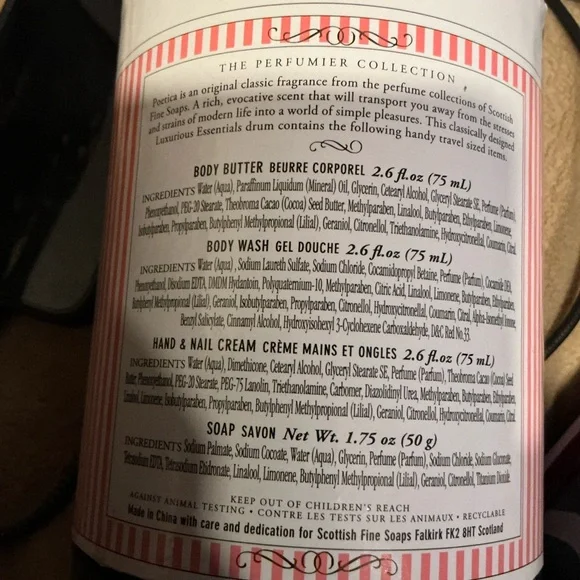 THE PERFUMIER COLLECTION
Poetica is an original classic fragrance from the perfume collections of Scottish
Fine Soaps. A rich, evocative scent that will transport you away from the stresses
and strains of modern life into a world of simple pleasures. This classically designed
Luxurious Essentials drum contains the following handy travel sized items.
BODY BUTTER BEURRE CORPOREL 2.6 fl.oz (75 mL)
INGREDIENTS Water (Aqua), Paraffinum Liquidum (Mineral) Oil, Glycerin, Cetearyl Alcohol, Glyceryl Stearate SE, Perfume (Parfum),
Phenoxyethanol, PEG-20 Stearate, Theobroma Cacao (Cocoa) Seed Butter, Methylparaben, Linalool, Butylparaben, Ethylparaben, Limonene,
Isobutylparaben, Propylparaben, Butylphenyl Methylpropional (Lilial), Geraniol, Citronellol, Triethanolamine, Hydroxycitronellal, Coumarin, Citral.
BODY WASH GEL DOUCHE 2.6 fl.oz (75 mL)
INGREDIENTS Water (Aqua), Sodium Laureth Sulfate, Sodium Chloride, Cocamidopropyl Betaine, Perfume (Parfum), Cocamide DEA,
Phenoxyethanol, Disodium EDTA, DMDM Hydantoin, Polyquaternium-10, Methylparaben, Citric Acid, Linalool, Limonene, Butylparaben, Ethylparaben,
Butylphenyl Methylpropional (Lilial), Geraniol, Isobutylparaben, Propylparaben, Citronellol, Hydroxycitronellal, Coumarin, Citral, Alpha-Isomethyl Ionone,
Benzyl Salicylate, Cinnamyl Alcohol, Hydroxyisohexyl 3-Cyclohexene Carboxaldehyde, D&C Red No.33.
HAND & NAIL CREAM CRÈME MAINS ET ONGLES 2.6 fl.oz (75 mL)
INGREDIENTS Water (Aqua), Dimethicone, Cetearyl Alcohol, Glyceryl Stearate SE, Perfume (Parfum), Theobroma Cacao (Cocoa) Seed
Butter, Phenoxyethanol, PEG-20 Stearate, PEG-75 Lanolin, Triethanolamine, Carbomer, Diazolidinyl Urea, Methylparaben, Butylparaben, Ethylparaben,
Linalool, Limonene, Isobutylparaben, Propylparaben, Butylphenyl Methylpropional (Lilial), Geraniol, Citronellol, Hydroxycitronellal, Coumarin, Citral.
SOAP SAVON Net Wt. 1.75 oz (50 g)
INGREDIENTS Sodium Palmate, Sodium Cocoate, Water (Aqua), Glycerin, Perfume (Parfum), Sodium Chloride, Sodium Gluconate,
Tetrasodium EDTA, Tetrasodium Etidronate, Linalool, Limonene, Butylphenyl Methylpropional (Lilial), Geraniol, Citronellol, Titanium Dioxide.
KEEP OUT OF CHILDREN'S REACH
AGAINST ANIMAL TESTING • CONTRE LES TESTS SUR LES ANIMAUX • RECYCLABLE
Made in China with care and dedication for Scottish Fine Soaps Falkirk FK2 8HT Scotland